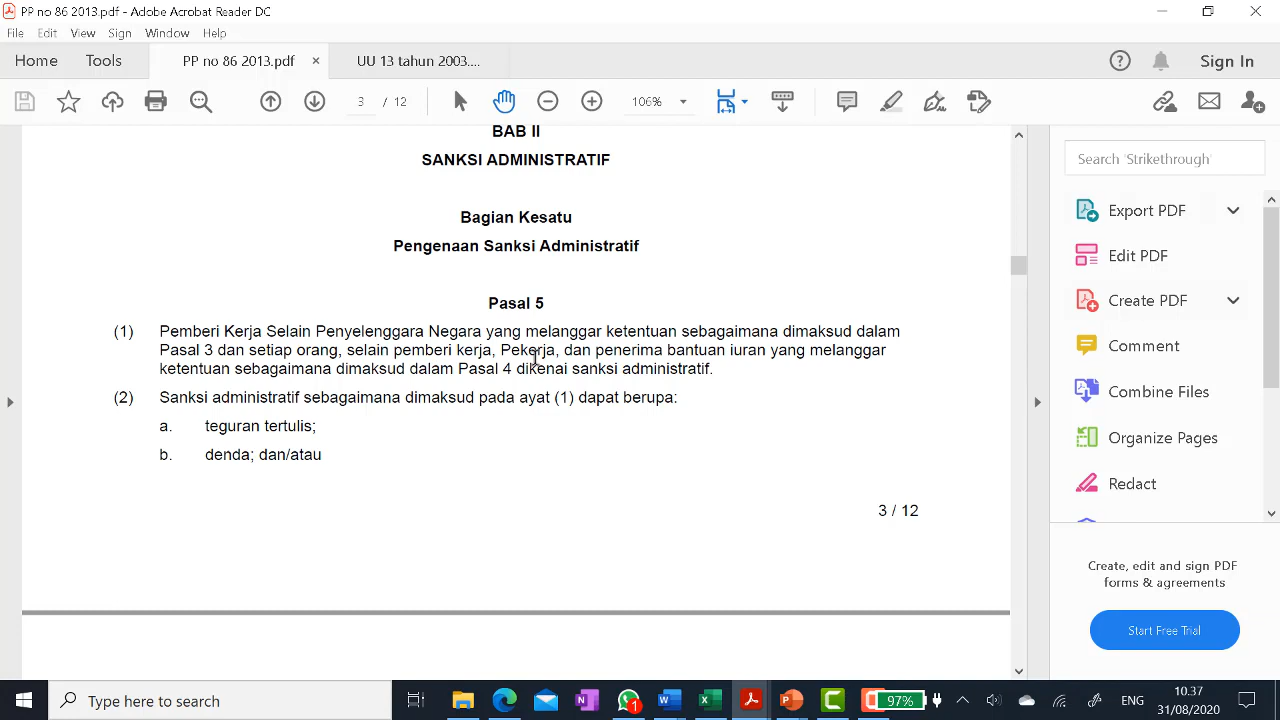 PP no 86 2013.pdf - Adobe Acrobat Reader DC
File Edit View Sign Window Help
Home Tools PP no 86 2013.pdf × UU 13 tahun 2003.... Sign In
3 / 12 106%
BAB II
SANKSI ADMINISTRATIF
Bagian Kesatu
Pengenaan Sanksi Administratif
Pasal 5
(1) Pemberi Kerja Selain Penyelenggara Negara yang melanggar ketentuan sebagaimana dimaksud dalam
Pasal 3 dan setiap orang, selain pemberi kerja, Pekerja, dan penerima bantuan iuran yang melanggar
ketentuan sebagaimana dimaksud dalam Pasal 4 dikenai sanksi administratif.
(2) Sanksi administratif sebagaimana dimaksud pada ayat (1) dapat berupa:
a. teguran tertulis;
b. denda; dan/atau
3 / 12
Search 'Strikethrough'
Export PDF
Edit PDF
Create PDF
Comment
Combine Files
Organize Pages
Redact
Create, edit and sign PDF
forms & agreements
Start Free Trial
Type here to search
1
97%
ENG
10.37
31/08/2020